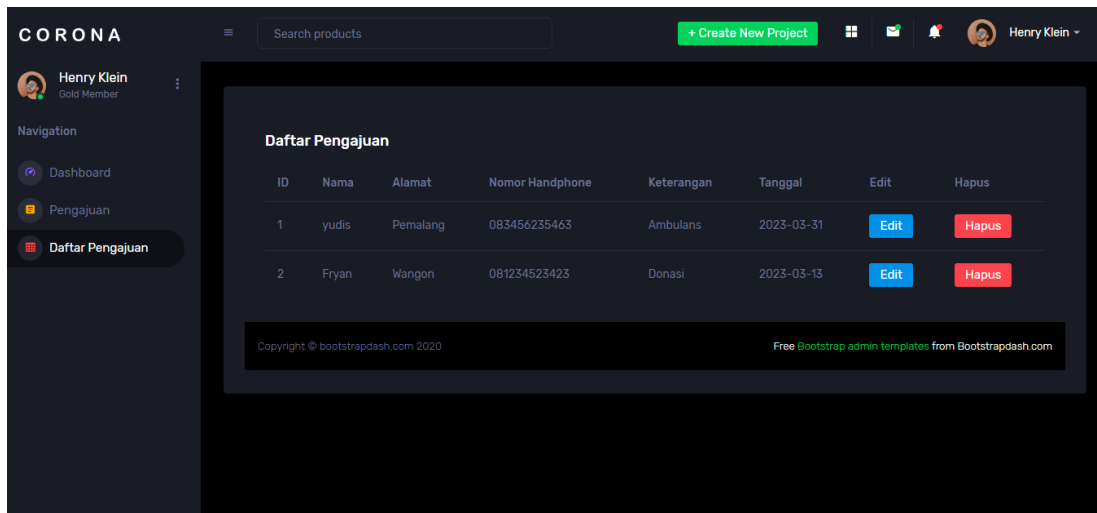 CORONA
Search products
+ Create New Project
Henry Klein
Henry Klein
Gold Member
Navigation
Dashboard
Pengajuan
Daftar Pengajuan
Daftar Pengajuan
ID Nama Alamat Nomor Handphone Keterangan Tanggal Edit Hapus
1 yudis Pemalang 083456235463 Ambulans 2023-03-31 Edit Hapus
2 Fryan Wangon 081234523423 Donasi 2023-03-13 Edit Hapus
Copyright © bootstrapdash.com 2020
Free Bootstrap admin templates from Bootstrapdash.com